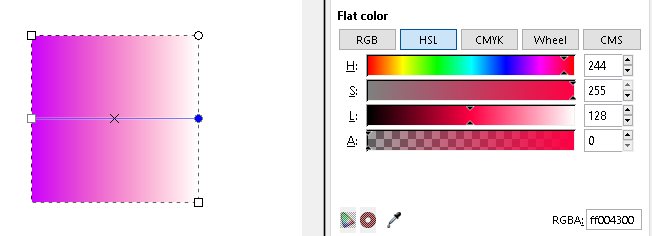 Flat color
RGB HSL CMYK Wheel CMS
H: 244
S: 255
L: 128
A: 0
RGBA: ff004300